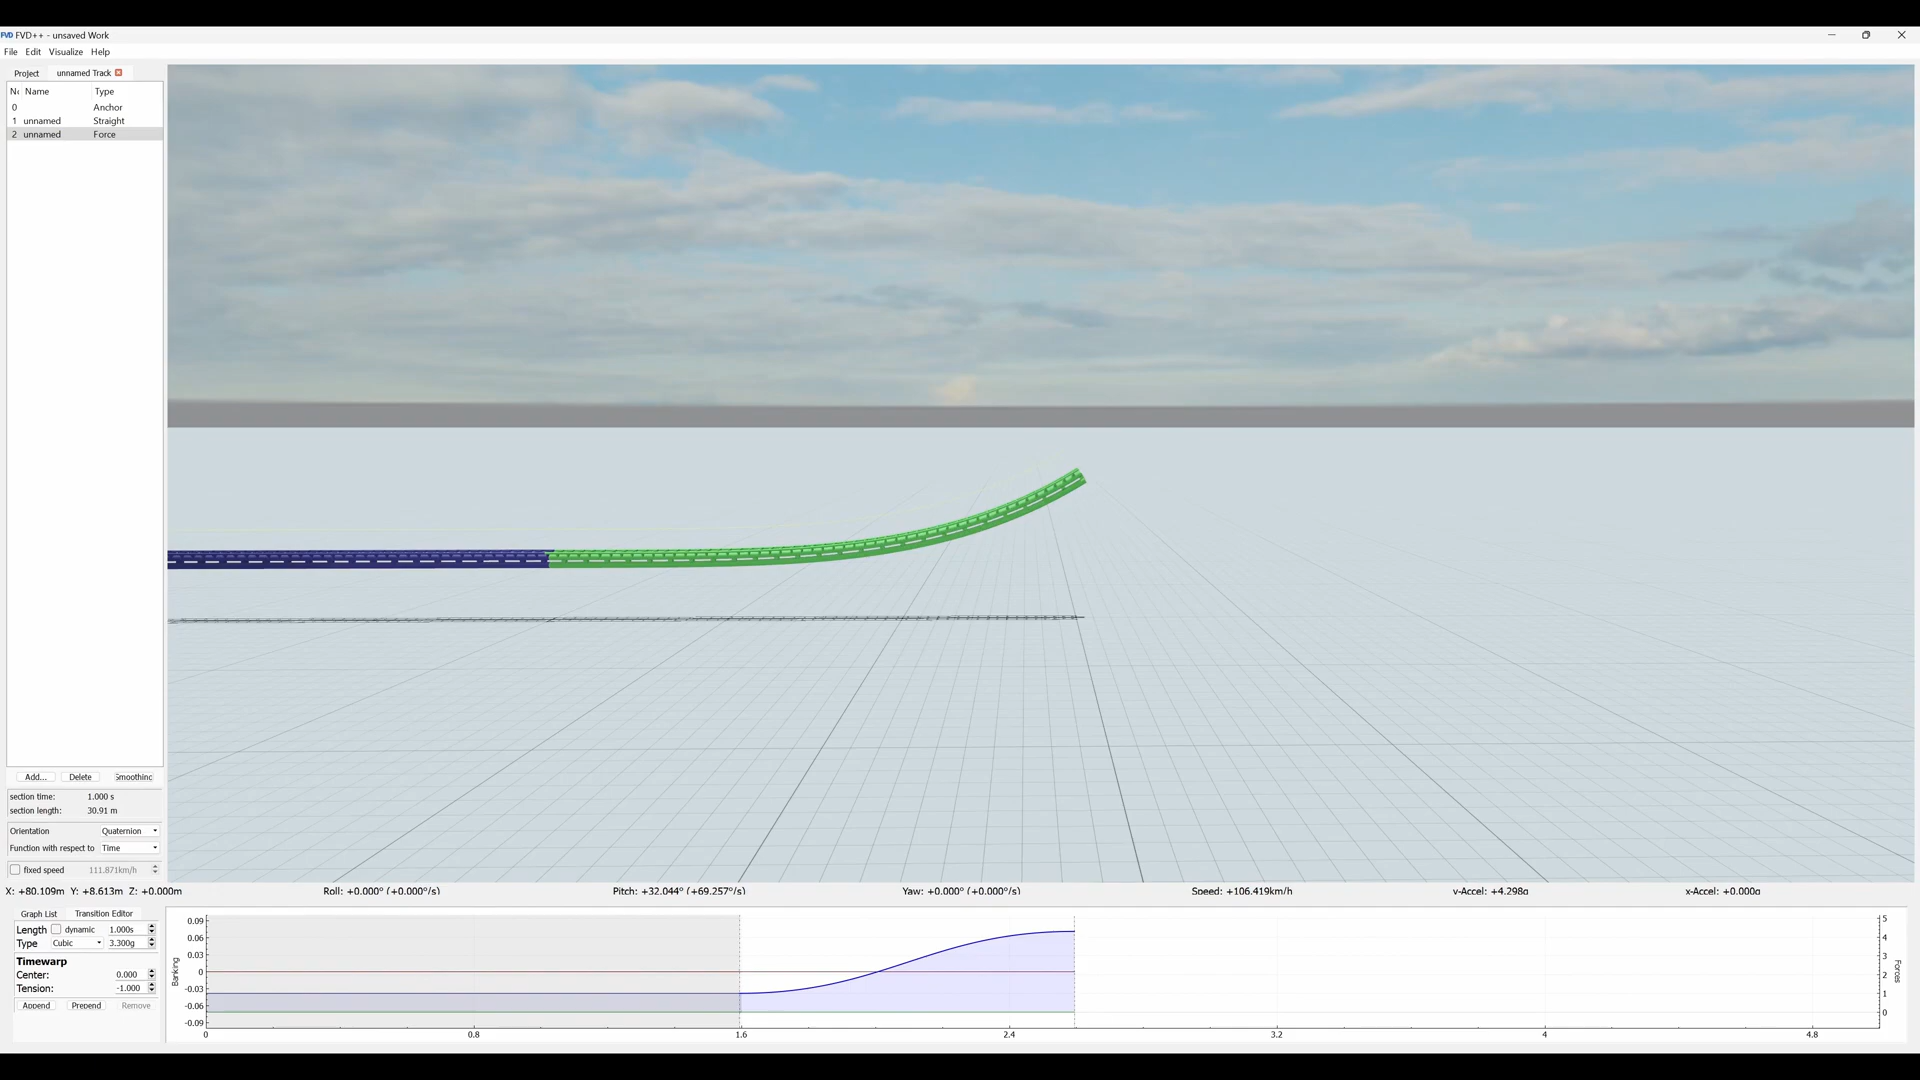 FVD FVD++ - unsaved Work
File Edit Visualize Help
Project unnamed Track
Name Type
0 Anchor
1 unnamed Straight
2 unnamed Force
Add... Delete Smoothing
section time: 1.000 s
section length: 30.91 m
Orientation Quaternion
Function with respect to Time
fixed speed 111.871km/h
X: +80.109m Y: +8.613m Z: +0.000m Roll: +0.000° (+0.000°/s) Pitch: +32.044° (+69.257°/s) Yaw: +0.000° (+0.000°/s) Speed: +106.419km/h v-Accel: +4.298g x-Accel: +0.000g
Graph List Transition Editor
Length dynamic 1.000s
Type Cubic 3.300g
Timewarp
Center: 0.000
Tension: -1.000
Append Prepend Remove
Banking
0.09
0.06
0.03
0
-0.03
-0.06
-0.09
0 0.8 1.6 2.4 3.2 4 4.8
5
4
3
2
1
0
Forces